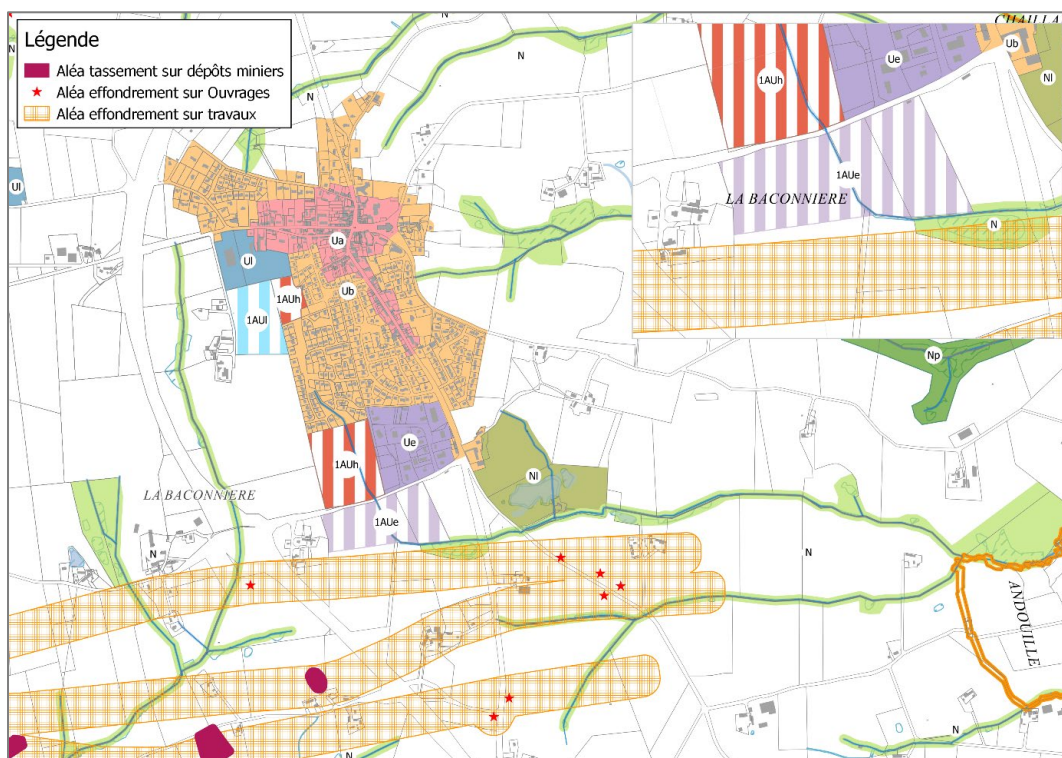 Légende
Aléa tassement sur dépôts miniers
Aléa effondrement sur Ouvrages
Aléa effondrement sur travaux
N
N
N
CHAILLA
Ue
Ub
Nl
1AUh
1AUe
LA BACONNIERE
N
Ul
Ua
Ul
Ub
1AUh
1AUl
Np
Ue
1AUh
Nl
LA BACONNIERE
1AUe
N
N
ANDOUILLE
N
N
N
N